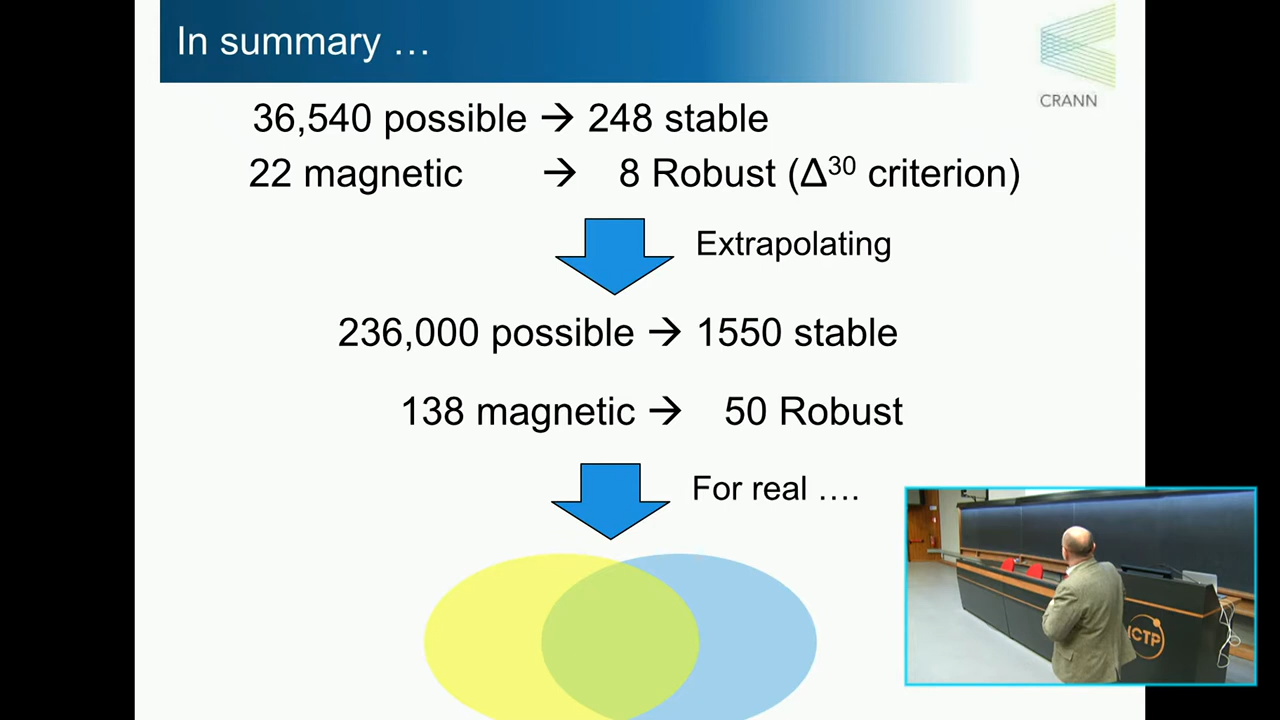 In summary …
CRANN
36,540 possible → 248 stable
22 magnetic → 8 Robust (Δ30 criterion)
Extrapolating
236,000 possible → 1550 stable
138 magnetic → 50 Robust
For real ….
ICTP